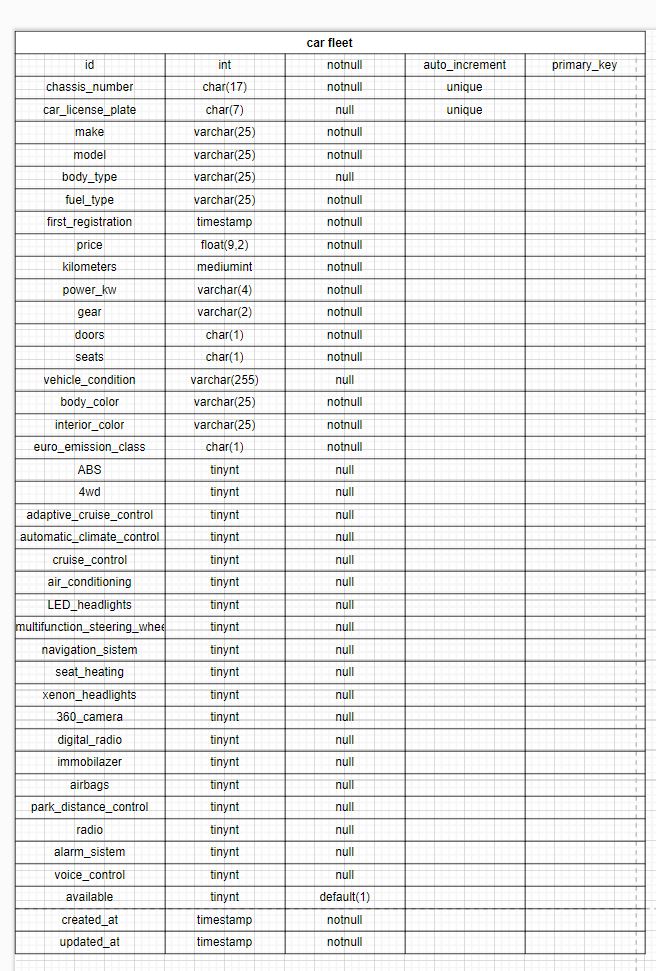 car fleet
id int notnull auto_increment primary_key
chassis_number char(17) notnull unique
car_license_plate char(7) null unique
make varchar(25) notnull
model varchar(25) notnull
body_type varchar(25) null
fuel_type varchar(25) notnull
first_registration timestamp notnull
price float(9,2) notnull
kilometers mediumint notnull
power_kw varchar(4) notnull
gear varchar(2) notnull
doors char(1) notnull
seats char(1) notnull
vehicle_condition varchar(255) null
body_color varchar(25) notnull
interior_color varchar(25) notnull
euro_emission_class char(1) notnull
ABS tinynt null
4wd tinynt null
adaptive_cruise_control tinynt null
automatic_climate_control tinynt null
cruise_control tinynt null
air_conditioning tinynt null
LED_headlights tinynt null
multifunction_steering_whee tinynt null
navigation_sistem tinynt null
seat_heating tinynt null
xenon_headlights tinynt null
360_camera tinynt null
digital_radio tinynt null
immobilazer tinynt null
airbags tinynt null
park_distance_control tinynt null
radio tinynt null
alarm_sistem tinynt null
voice_control tinynt null
available tinynt default(1)
created_at timestamp notnull
updated_at timestamp notnull